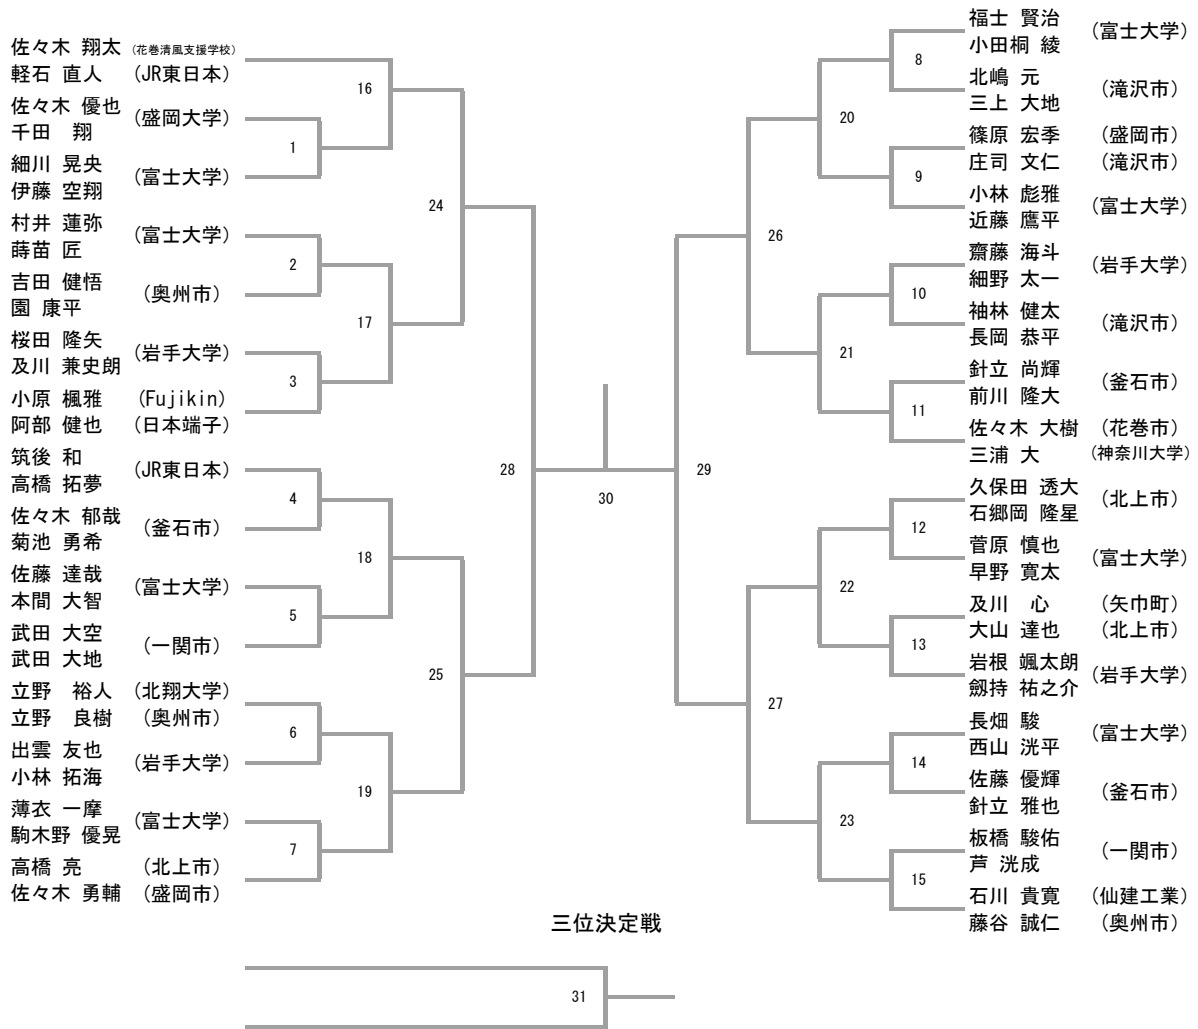 佐々木 翔太 (花巻清風支援学校)
軽石 直人 (JR東日本)
佐々木 優也
千田 翔
(盛岡大学)
細川 晃央
伊藤 空翔
(富士大学)
村井 蓮弥
蒔苗 匠
(富士大学)
吉田 健悟
園 康平
(奥州市)
桜田 隆矢
及川 兼史朗
(岩手大学)
小原 楓雅 (Fujikin)
阿部 健也 (日本端子)
筑後 和
高橋 拓夢
(JR東日本)
佐々木 郁哉
菊池 勇希
(釜石市)
佐藤 達哉
本間 大智
(富士大学)
武田 大空
武田 大地
(一関市)
立野 裕人 (北翔大学)
立野 良樹 (奥州市)
出雲 友也
小林 拓海
(岩手大学)
薄衣 一摩
駒木野 優晃
(富士大学)
高橋 亮 (北上市)
佐々木 勇輔 (盛岡市)
1
2
3
4
5
6
7
16
17
18
19
24
25
28
30
29
26
27
20
21
22
23
8
9
10
11
12
13
14
15
福士 賢治
小田桐 綾
(富士大学)
北嶋 元
三上 大地
(滝沢市)
篠原 宏季 (盛岡市)
庄司 文仁 (滝沢市)
小林 彪雅
近藤 鷹平
(富士大学)
齋藤 海斗
細野 太一
(岩手大学)
袖林 健太
長岡 恭平
(滝沢市)
針立 尚輝
前川 隆大
(釜石市)
佐々木 大樹 (花巻市)
三浦 大 (神奈川大学)
久保田 透大
石郷岡 隆星
(北上市)
菅原 慎也
早野 寛太
(富士大学)
及川 心 (矢巾町)
大山 達也 (北上市)
岩根 颯太朗
劔持 祐之介
(岩手大学)
長畑 駿
西山 洸平
(富士大学)
佐藤 優輝
針立 雅也
(釜石市)
板橋 駿佑
芦 洸成
(一関市)
石川 貴寛 (仙建工業)
藤谷 誠仁 (奥州市)
三位決定戦
31